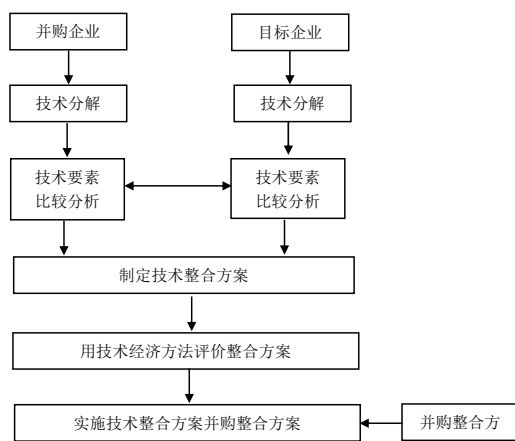 并购企业
目标企业
技术分解
技术分解
技术要素
比较分析
技术要素
比较分析
制定技术整合方案
用技术经济方法评价整合方案
实施技术整合方案并购整合方案
并购整合方